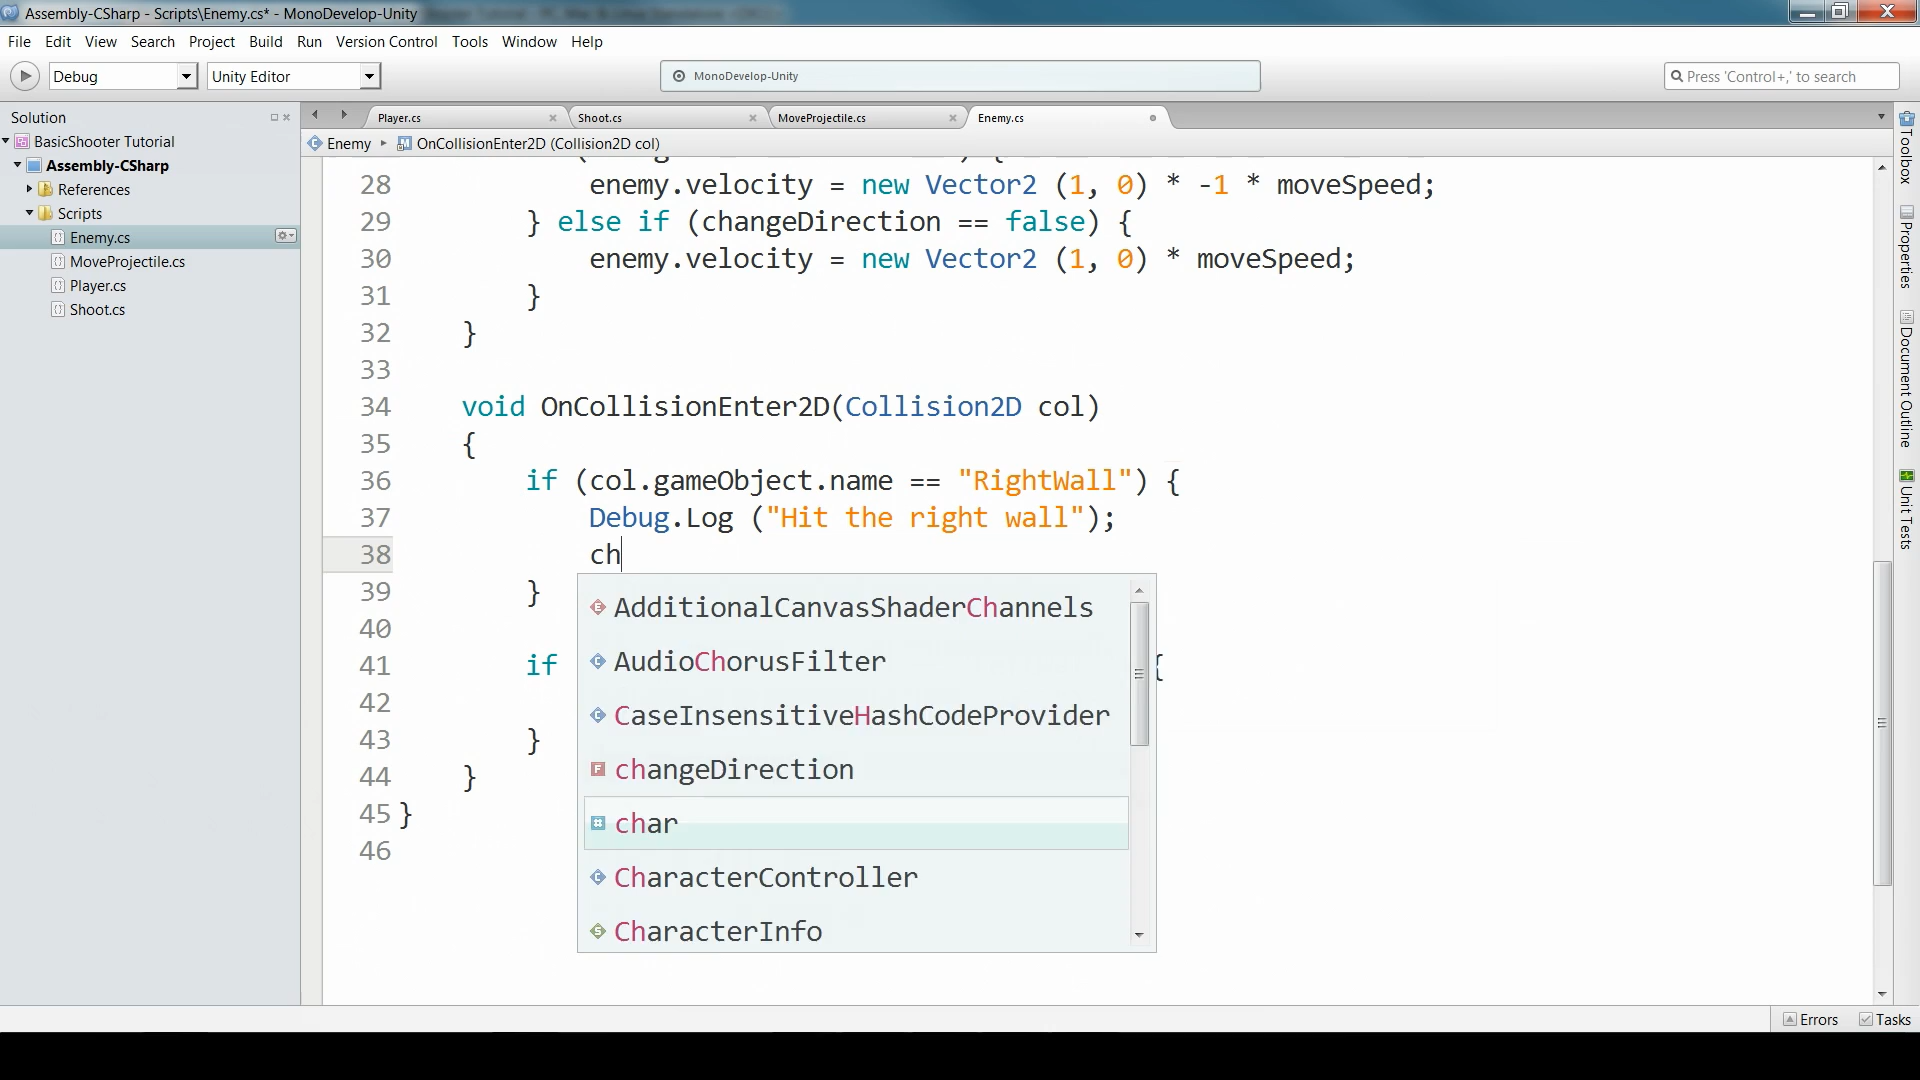 Assembly-CSharp - Scripts\Enemy.cs* - MonoDevelop-Unity
File Edit View Search Project Build Run Version Control Tools Window Help
Debug Unity Editor MonoDevelop-Unity Press 'Control+,' to search
Solution
BasicShooter Tutorial
Assembly-CSharp
References
Scripts
Enemy.cs
MoveProjectile.cs
Player.cs
Shoot.cs
Player.cs Shoot.cs MoveProjectile.cs Enemy.cs
Enemy OnCollisionEnter2D (Collision2D col)
28 enemy.velocity = new Vector2 (1, 0) * -1 * moveSpeed;
29 } else if (changeDirection == false) {
30 enemy.velocity = new Vector2 (1, 0) * moveSpeed;
31 }
32 }
33
34 void OnCollisionEnter2D(Collision2D col)
35 {
36 if (col.gameObject.name == "RightWall") {
37 Debug.Log ("Hit the right wall");
38 ch
39 }
40
41 if {
42
43 }
44 }
45 }
46
AdditionalCanvasShaderChannels
AudioChorusFilter
CaseInsensitiveHashCodeProvider
changeDirection
char
CharacterController
CharacterInfo
Toolbox
Properties
Document Outline
Unit Tests
Errors Tasks